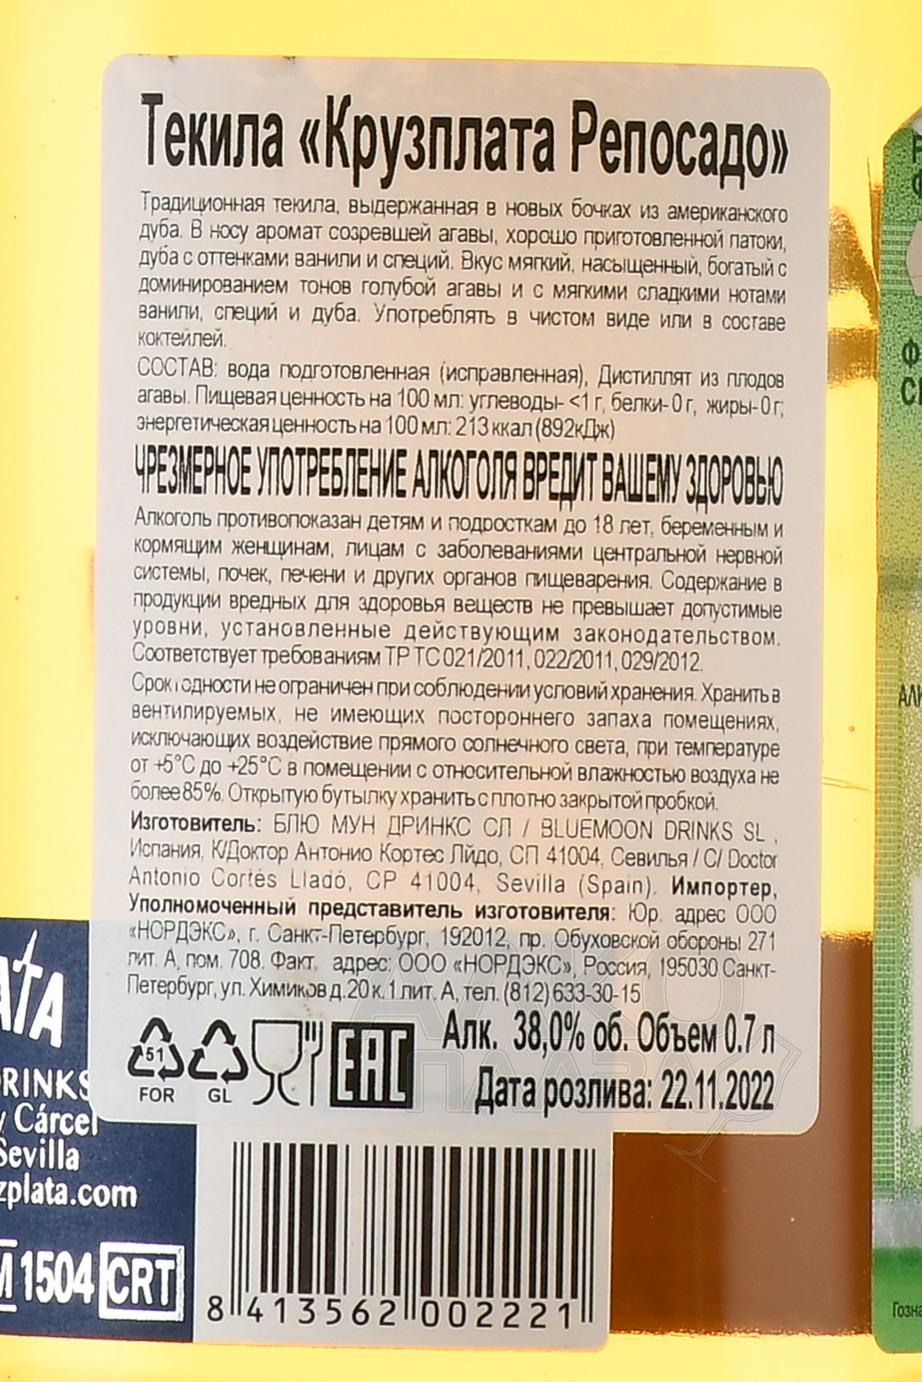 Текила «Крузплата Репосадо»
Традиционная текила, выдержанная в новых бочках из американского
дуба. В носу аромат созревшей агавы, хорошо приготовленной патоки,
дуба с оттенками ванили и специй. Вкус мягкий, насыщенный, богатый с
доминированием тонов голубой агавы и с мягкими сладкими нотами
ванили, специй и дуба. Употреблять в чистом виде или в составе
коктейлей.
СОСТАВ: вода подготовленная (исправленная), Дистиллят из плодов
агавы. Пищевая ценность на 100 мл: углеводы- <1 г, белки- 0 г, жиры- 0 г;
энергетическая ценность на 100 мл: 213 ккал (892кДж)
ЧРЕЗМЕРНОЕ УПОТРЕБЛЕНИЕ АЛКОГОЛЯ ВРЕДИТ ВАШЕМУ ЗДОРОВЬЮ
Алкоголь противопоказан детям и подросткам до 18 лет, беременным и
кормящим женщинам, лицам с заболеваниями центральной нервной
системы, почек, печени и других органов пищеварения. Содержание в
продукции вредных для здоровья веществ не превышает допустимые
уровни, установленные действующим законодательством.
Соответствует требованиям ТР ТС 021/2011, 022/2011, 029/2012.
Срок годности не ограничен при соблюдении условий хранения. Хранить в
вентилируемых, не имеющих постороннего запаха помещениях,
исключающих воздействие прямого солнечного света, при температуре
от +5°С до +25°С в помещении с относительной влажностью воздуха не
более 85%. Открытую бутылку хранить с плотно закрытой пробкой.
Изготовитель: БЛЮ МУН ДРИНКС СЛ / BLUEMOON DRINKS SL ,
Испания, К/Доктор Антонио Кортес Лйдо, СП 41004, Севилья / C/ Doctor
Antonio Cortés Lladó, CP 41004, Sevilla (Spain). Импортер,
Уполномоченный представитель изготовителя: Юр. адрес ООО
«НОРДЭКС», г. Санкт-Петербург, 192012, пр. Обуховской обороны 271
лит. А, пом. 708. Факт. адрес: ООО «НОРДЭКС», Россия, 195030 Санкт-
Петербург, ул. Химиков д.20 к.1 лит. А, тел. (812) 633-30-15
51
FOR
GL
EAC
Алк. 38,0% об. Объем 0.7 л
Дата розлива: 22.11.2022
АТА
DRINKS
y Cárcel
Sevilla
zplata.com
M 1504 CRT
8 413562 002221